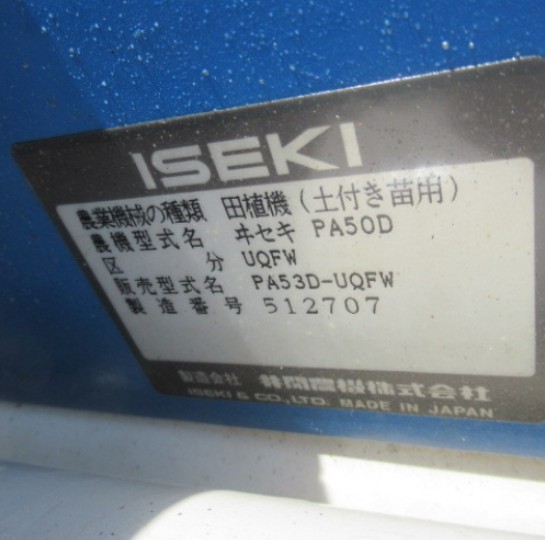 ISEKI
農業機械の種類 田植機(土付き苗用)
農機型式名 ヰセキ PA50D
区 分 UQFW
販売型式名 PA53D-UQFW
製造番号 512707
製造会社 井関農機株式会社
ISEKI & CO.,LTD. MADE IN JAPAN